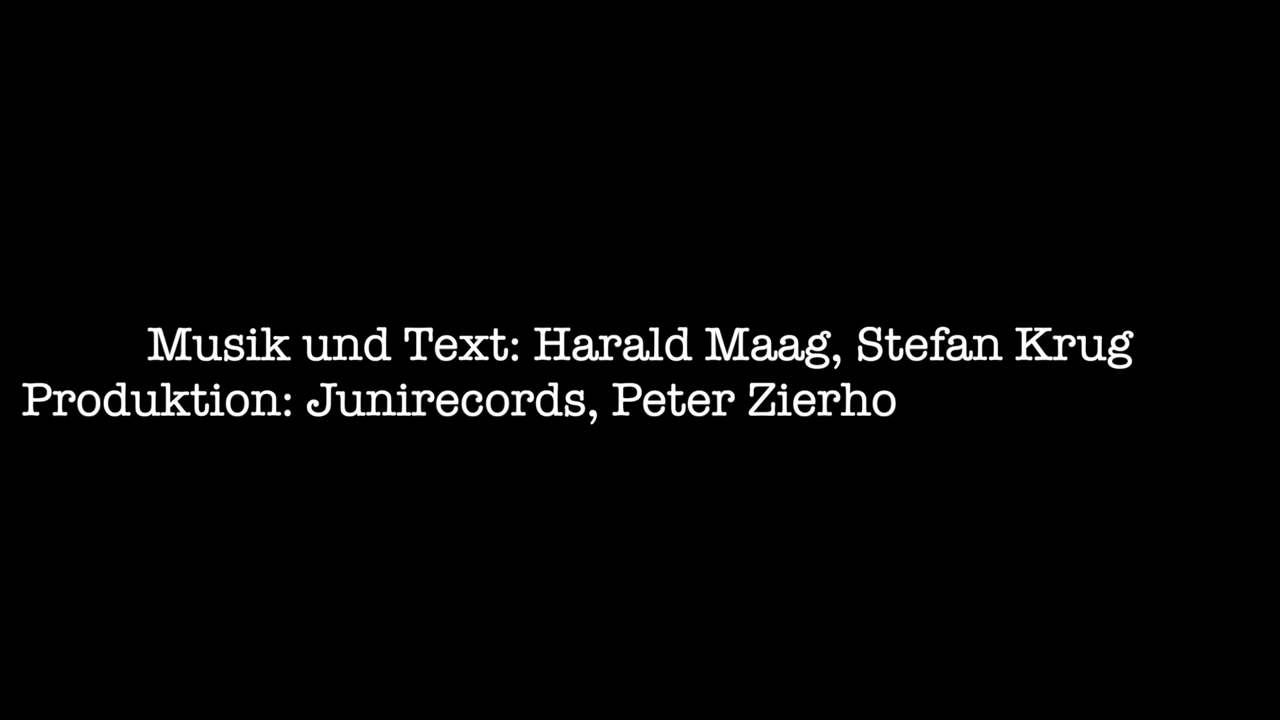 Musik und Text: Harald Maag, Stefan Krug
Produktion: Junirecords, Peter Zierho